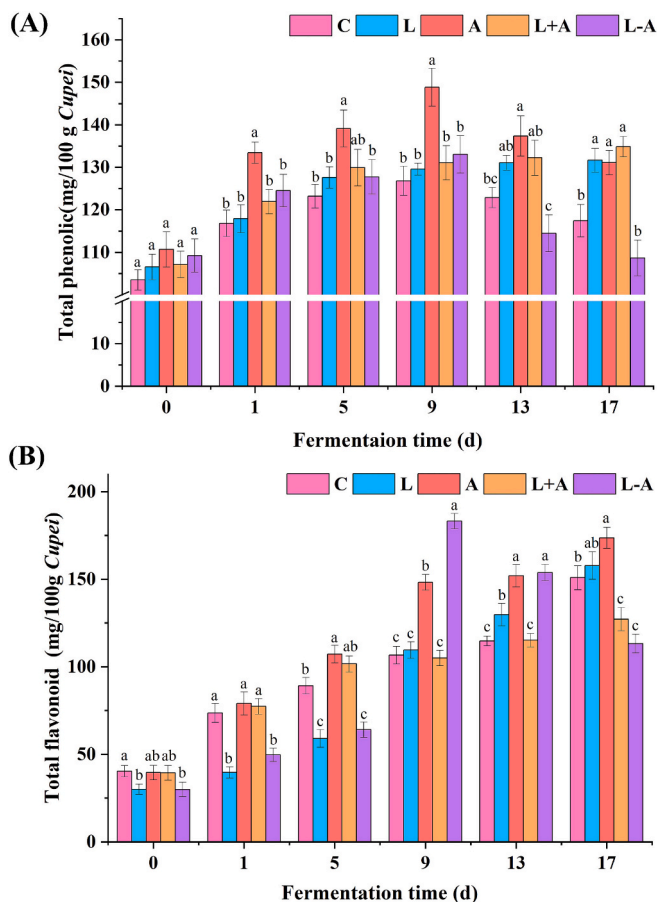 (A)
C L A L+A L-A
Total phenolic(mg/100 g Cupei)
160
150
140
130
120
110
10
0
a a a a a
b b a b b
b b a ab b
b b a b b
bc ab a ab c
b a a a b
0 1 5 9 13 17
Fermentaion time (d)
(B)
C L A L+A L-A
Total flavonoid (mg/100g Cupei)
200
150
100
50
0
a b ab ab b
a b a a b
b c a ab c
c c b c a
c b a c a
b ab a c c
0 1 5 9 13 17
Fermentation time (d)